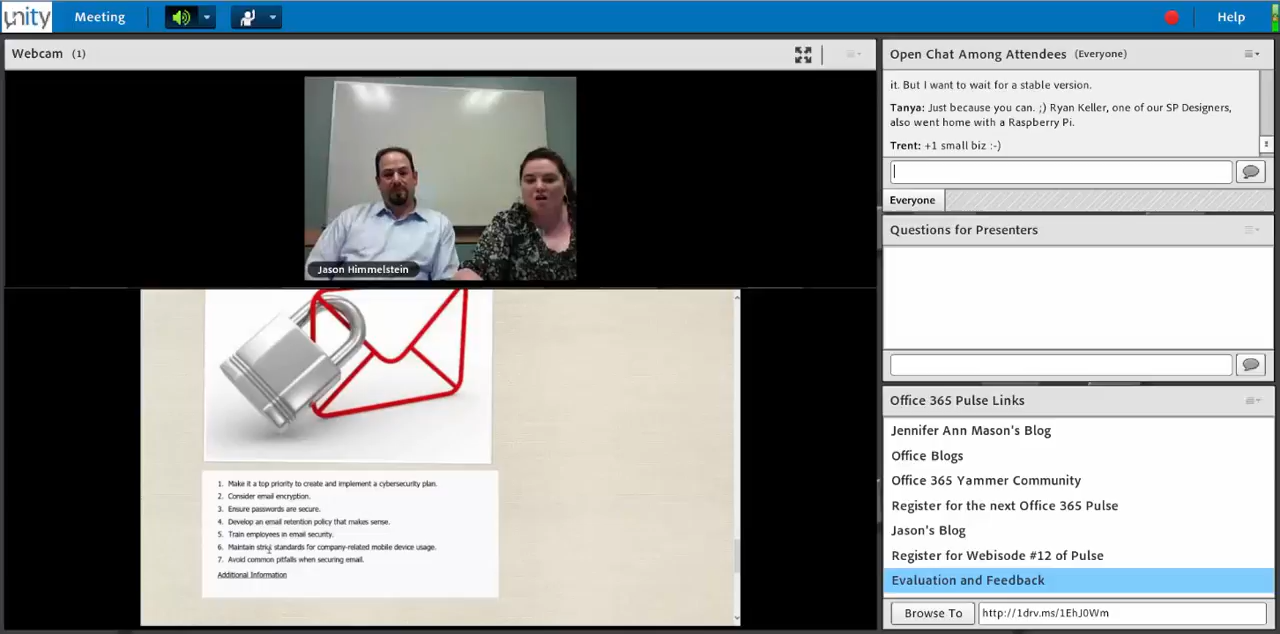 unity Meeting Help
Webcam (1)
Jason Himmelstein
1. Make it a top priority to create and implement a cybersecurity plan.
2. Consider email encryption.
3. Ensure passwords are secure.
4. Develop an email retention policy that makes sense.
5. Train employees in email security.
6. Maintain strict standards for company-related mobile device usage.
7. Avoid common pitfalls when securing email.
Additional Information
Open Chat Among Attendees (Everyone)
it. But I want to wait for a stable version.
Tanya: Just because you can. ;) Ryan Keller, one of our SP Designers,
also went home with a Raspberry Pi.
Trent: +1 small biz :-)
Everyone
Questions for Presenters
Office 365 Pulse Links
Jennifer Ann Mason's Blog
Office Blogs
Office 365 Yammer Community
Register for the next Office 365 Pulse
Jason's Blog
Register for Webisode #12 of Pulse
Evaluation and Feedback
Browse To http://1drv.ms/1EhJ0Wm